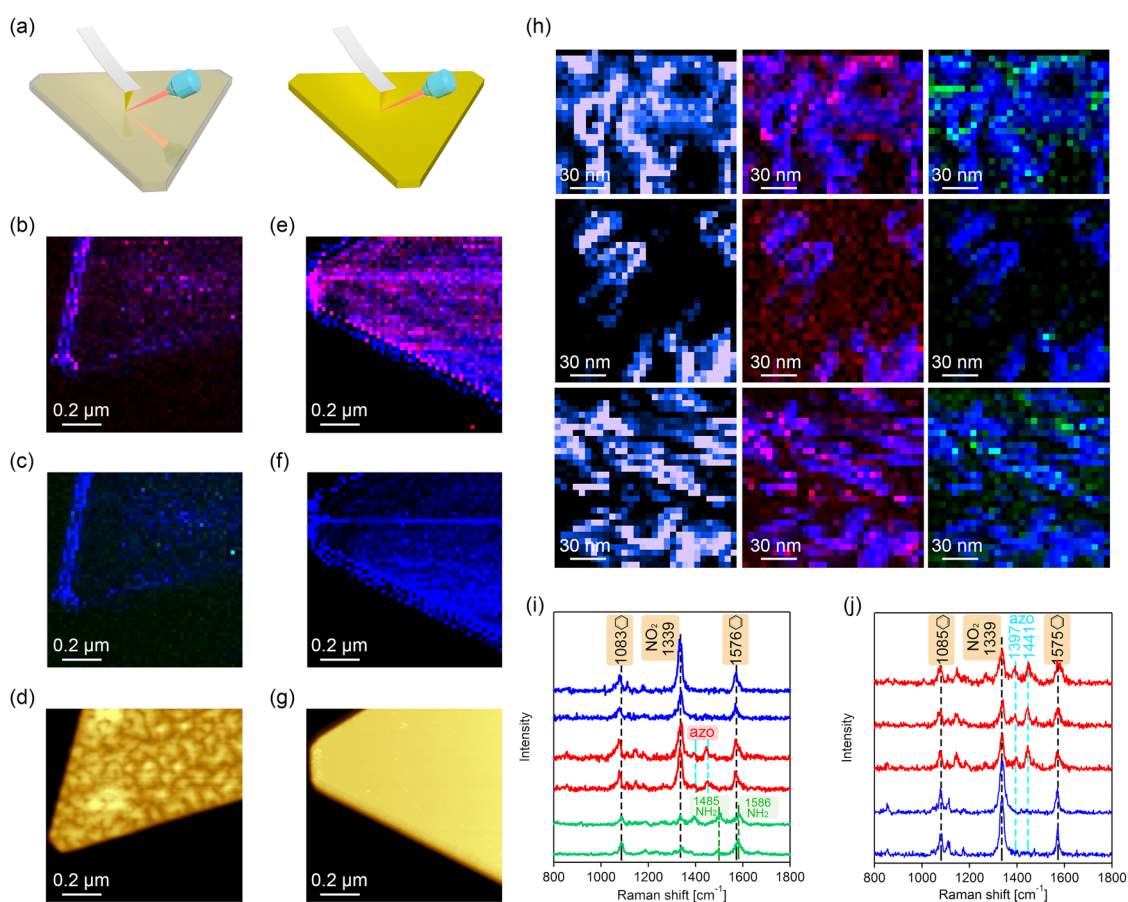 (a)
(h)
30 nm
30 nm
30 nm
(b)
(e)
0.2 µm
0.2 µm
30 nm
30 nm
30 nm
(c)
(f)
0.2 µm
0.2 µm
30 nm
30 nm
30 nm
(d)
(g)
0.2 µm
0.2 µm
(i)
1083
NO₂
1339
1576
azo
1485
NH₂
1586
NH₂
Intensity
800
1000
1200
1400
1600
1800
Raman shift [cm⁻¹]
(j)
1085
NO₂
1339
azo
1397
1441
1575
Intensity
800
1000
1200
1400
1600
1800
Raman shift [cm⁻¹]